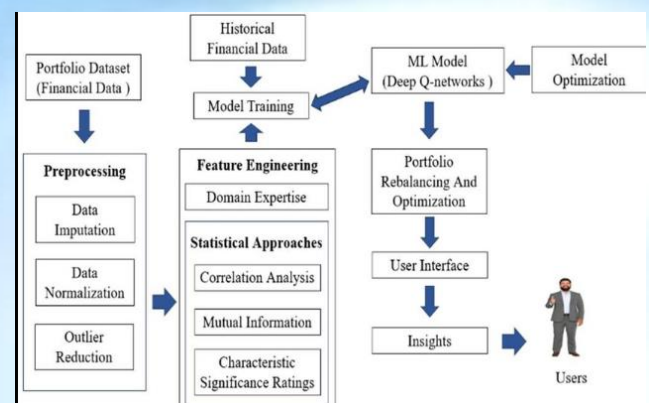 Portfolio Dataset
(Financial Data )
Preprocessing
Data
Imputation
Data
Normalization
Outlier
Reduction
Historical
Financial Data
Model Training
Feature Engineering
Domain Expertise
Statistical Approaches
Correlation Analysis
Mutual Information
Characteristic
Significance Ratings
ML Model
(Deep Q-networks )
Model
Optimization
Portfolio
Rebalancing And
Optimization
User Interface
Insights
Users